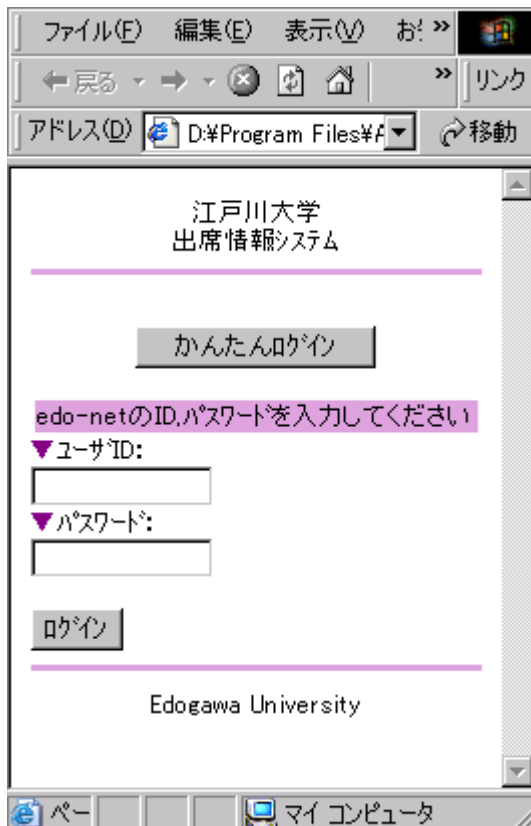 ファイル(F) 編集(E) 表示(V) お
戻る リンク
アドレス(D) D:¥Program Files¥A 移動
江戸川大学
出席情報ｼｽﾃﾑ
かんたんﾛｸﾞｲﾝ
edo-netのID,ﾊﾟｽﾜｰﾄﾞを入力してください
▼ﾕｰｻﾞID:
▼ﾊﾟｽﾜｰﾄﾞ:
ﾛｸﾞｲﾝ
Edogawa University
ペー マイ コンピュータ